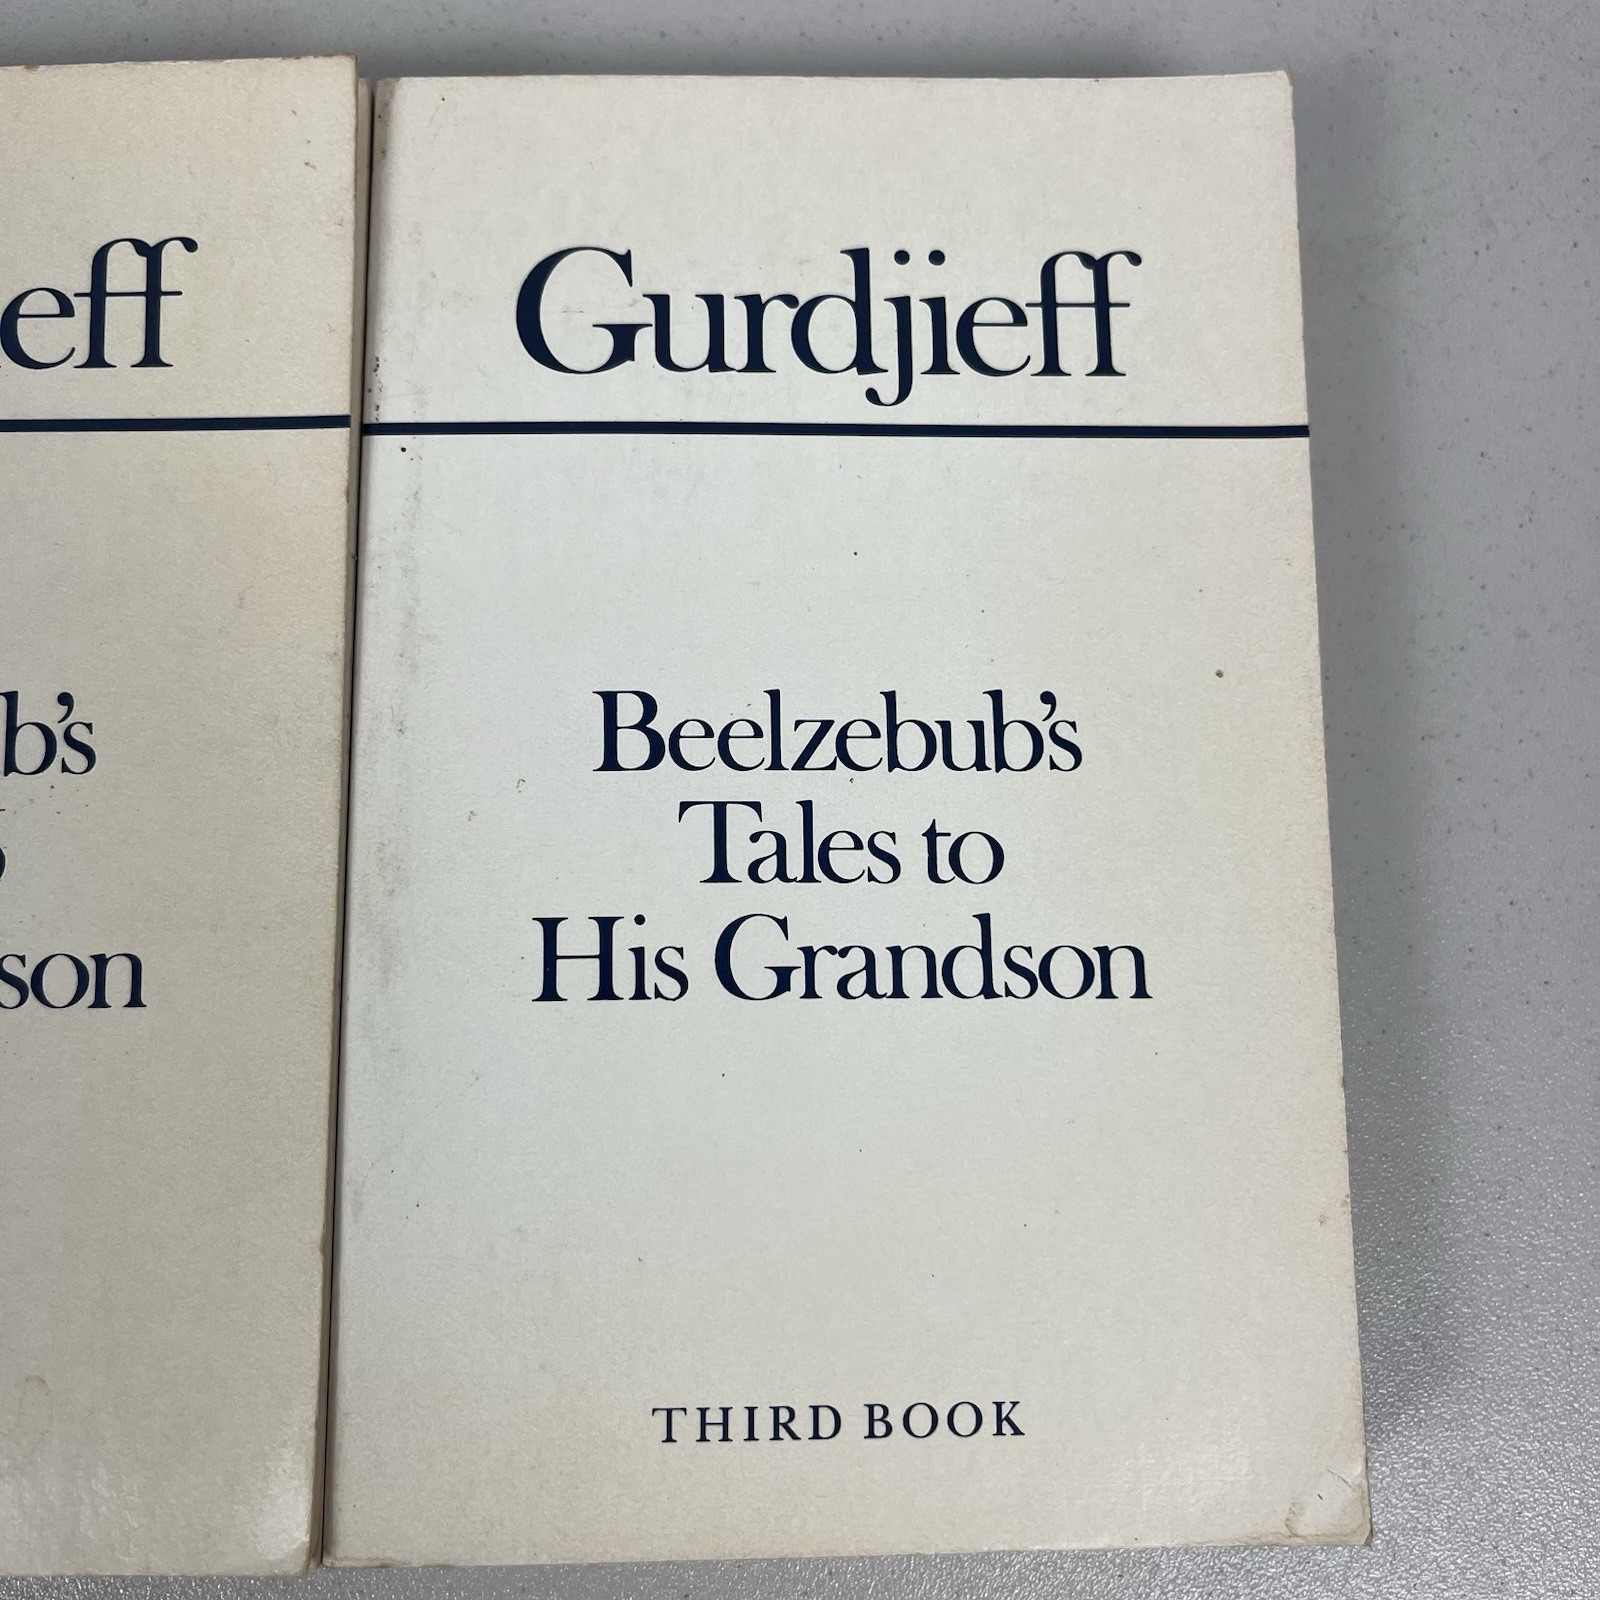 Gurdjieff
Beelzebub's
Tales to
His Grandson
THIRD BOOK
eff
b's
son